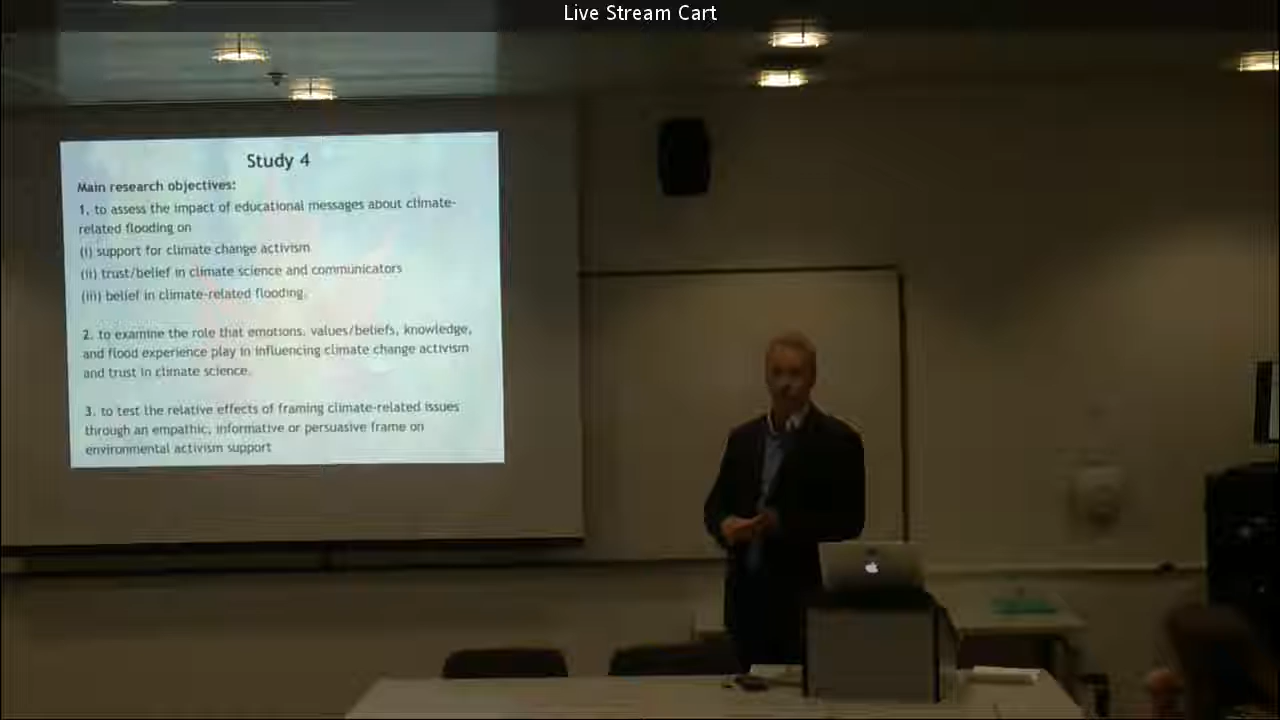 Live Stream Cart
Study 4
Main research objectives:
1. to assess the impact of educational messages about climate-
related flooding on
(i) support for climate change activism
(ii) trust/belief in climate science and communicators
(iii) belief in climate-related flooding.
2. to examine the role that emotions, values/beliefs, knowledge,
and flood experience play in influencing climate change activism
and trust in climate science.
3. to test the relative effects of framing climate-related issues
through an empathic, informative or persuasive frame on
environmental activism support